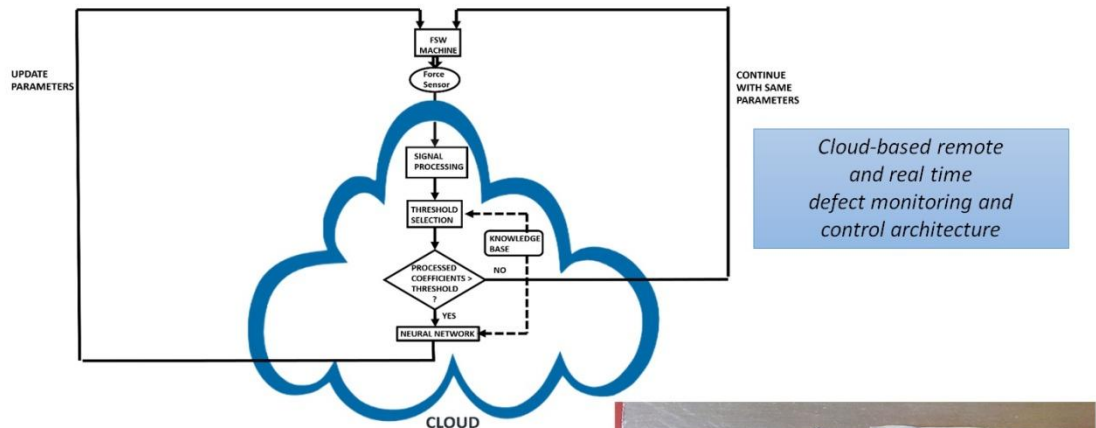 FSW
MACHINE
Force
Sensor
UPDATE
PARAMETERS
CONTINUE
WITH SAME
PARAMETERS
SIGNAL
PROCESSING
THRESHOLD
SELECTION
KNOWLEDGE
BASE
PROCESSED
COEFFICIENTS >
THRESHOLD
?
NO
YES
NEURAL NETWORK
CLOUD
Cloud-based remote
and real time
defect monitoring and
control architecture